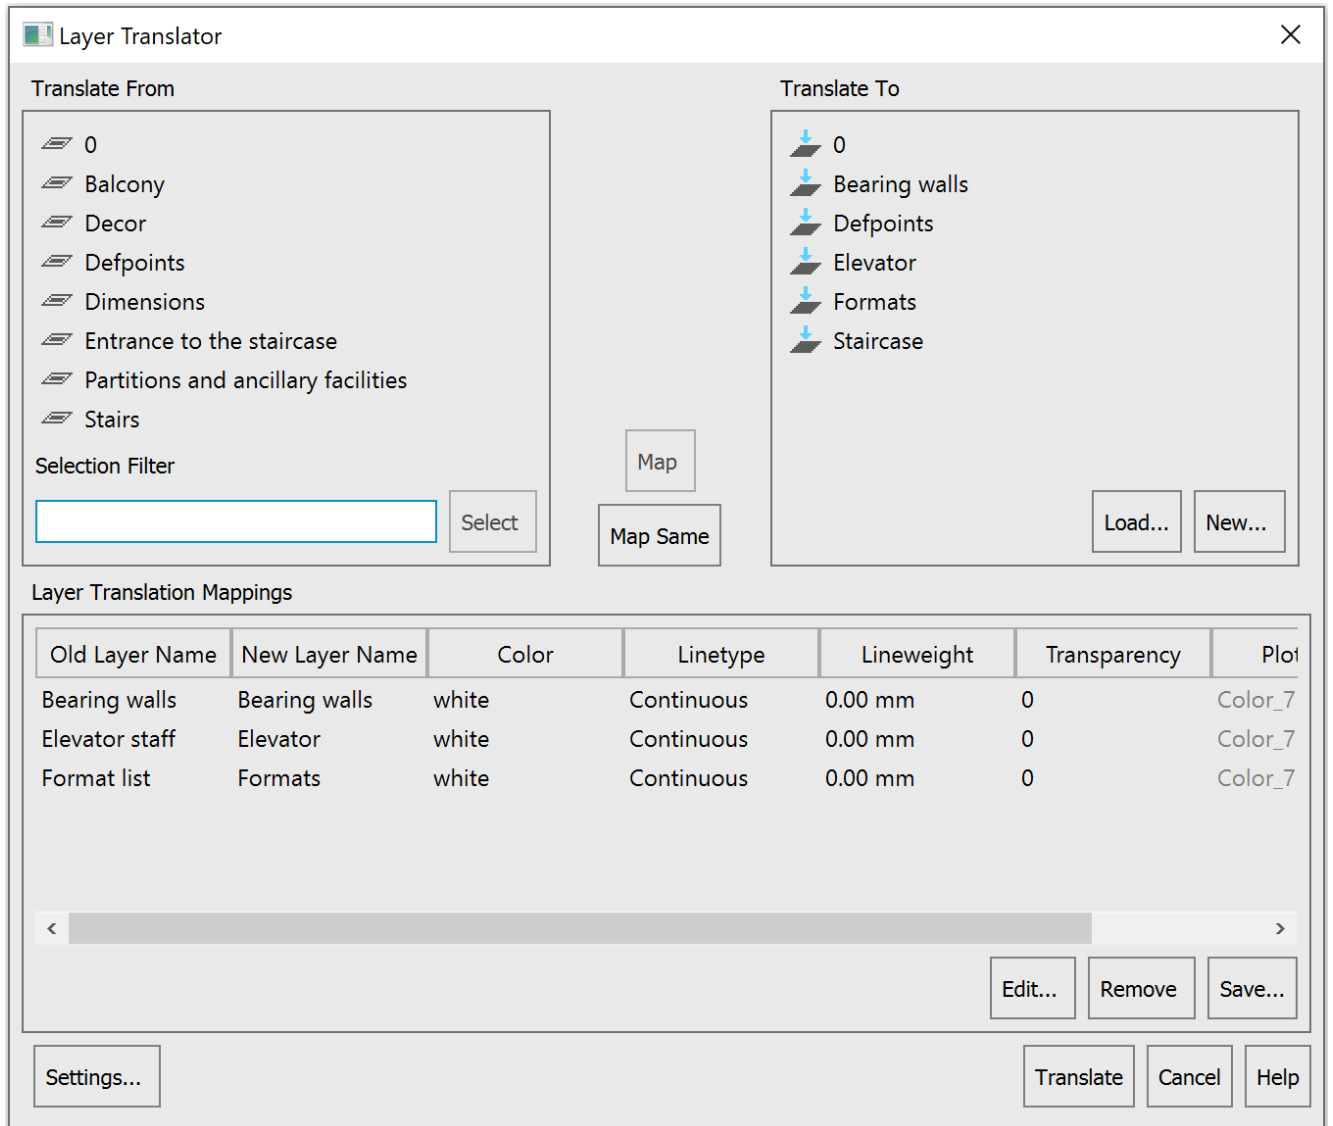 Layer Translator
Translate From
Translate To
0
Balcony
Decor
Defpoints
Dimensions
Entrance to the staircase
Partitions and ancillary facilities
Stairs
Selection Filter
Select
Map
Map Same
0
Bearing walls
Defpoints
Elevator
Formats
Staircase
Load...
New...
Layer Translation Mappings
Old Layer Name New Layer Name Color Linetype Lineweight Transparency Plot
Bearing walls Bearing walls white Continuous 0.00 mm 0 Color_7
Elevator staff Elevator white Continuous 0.00 mm 0 Color_7
Format list Formats white Continuous 0.00 mm 0 Color_7
Edit... Remove Save...
Settings... Translate Cancel Help